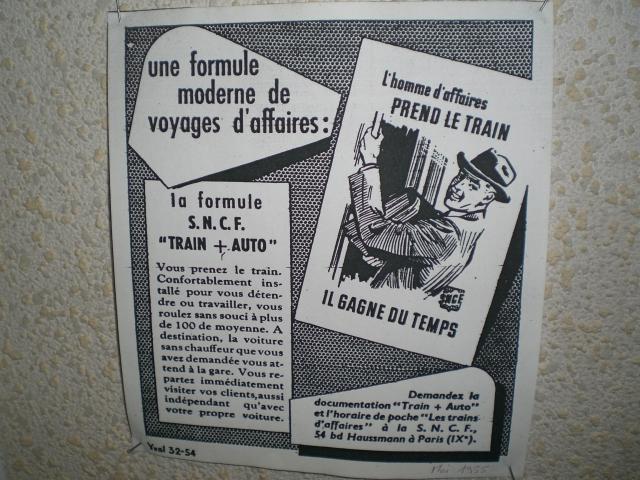 une formule
moderne de
voyages d'affaires :
L'homme d'affaires
PREND LE TRAIN
SNCF
IL GAGNE DU TEMPS
la formule
S. N. C. F.
"TRAIN + AUTO"
Vous prenez le train.
Confortablement ins-
tallé pour vous déten-
dre ou travailler, vous
roulez sans souci à plus
de 100 de moyenne. A
destination, la voiture
sans chauffeur que vous
avez demandée vous at-
tend à la gare. Vous re-
partez immédiatement
visiter vos clients, aussi
indépendant qu'avec
votre propre voiture.
Demandez la
documentation "Train + Auto"
et l'horaire de poche "Les trains
d'affaires" à la S. N. C. F.,
54 bd Haussmann à Paris (IXe).
Ysal 32-54
Mai 1955